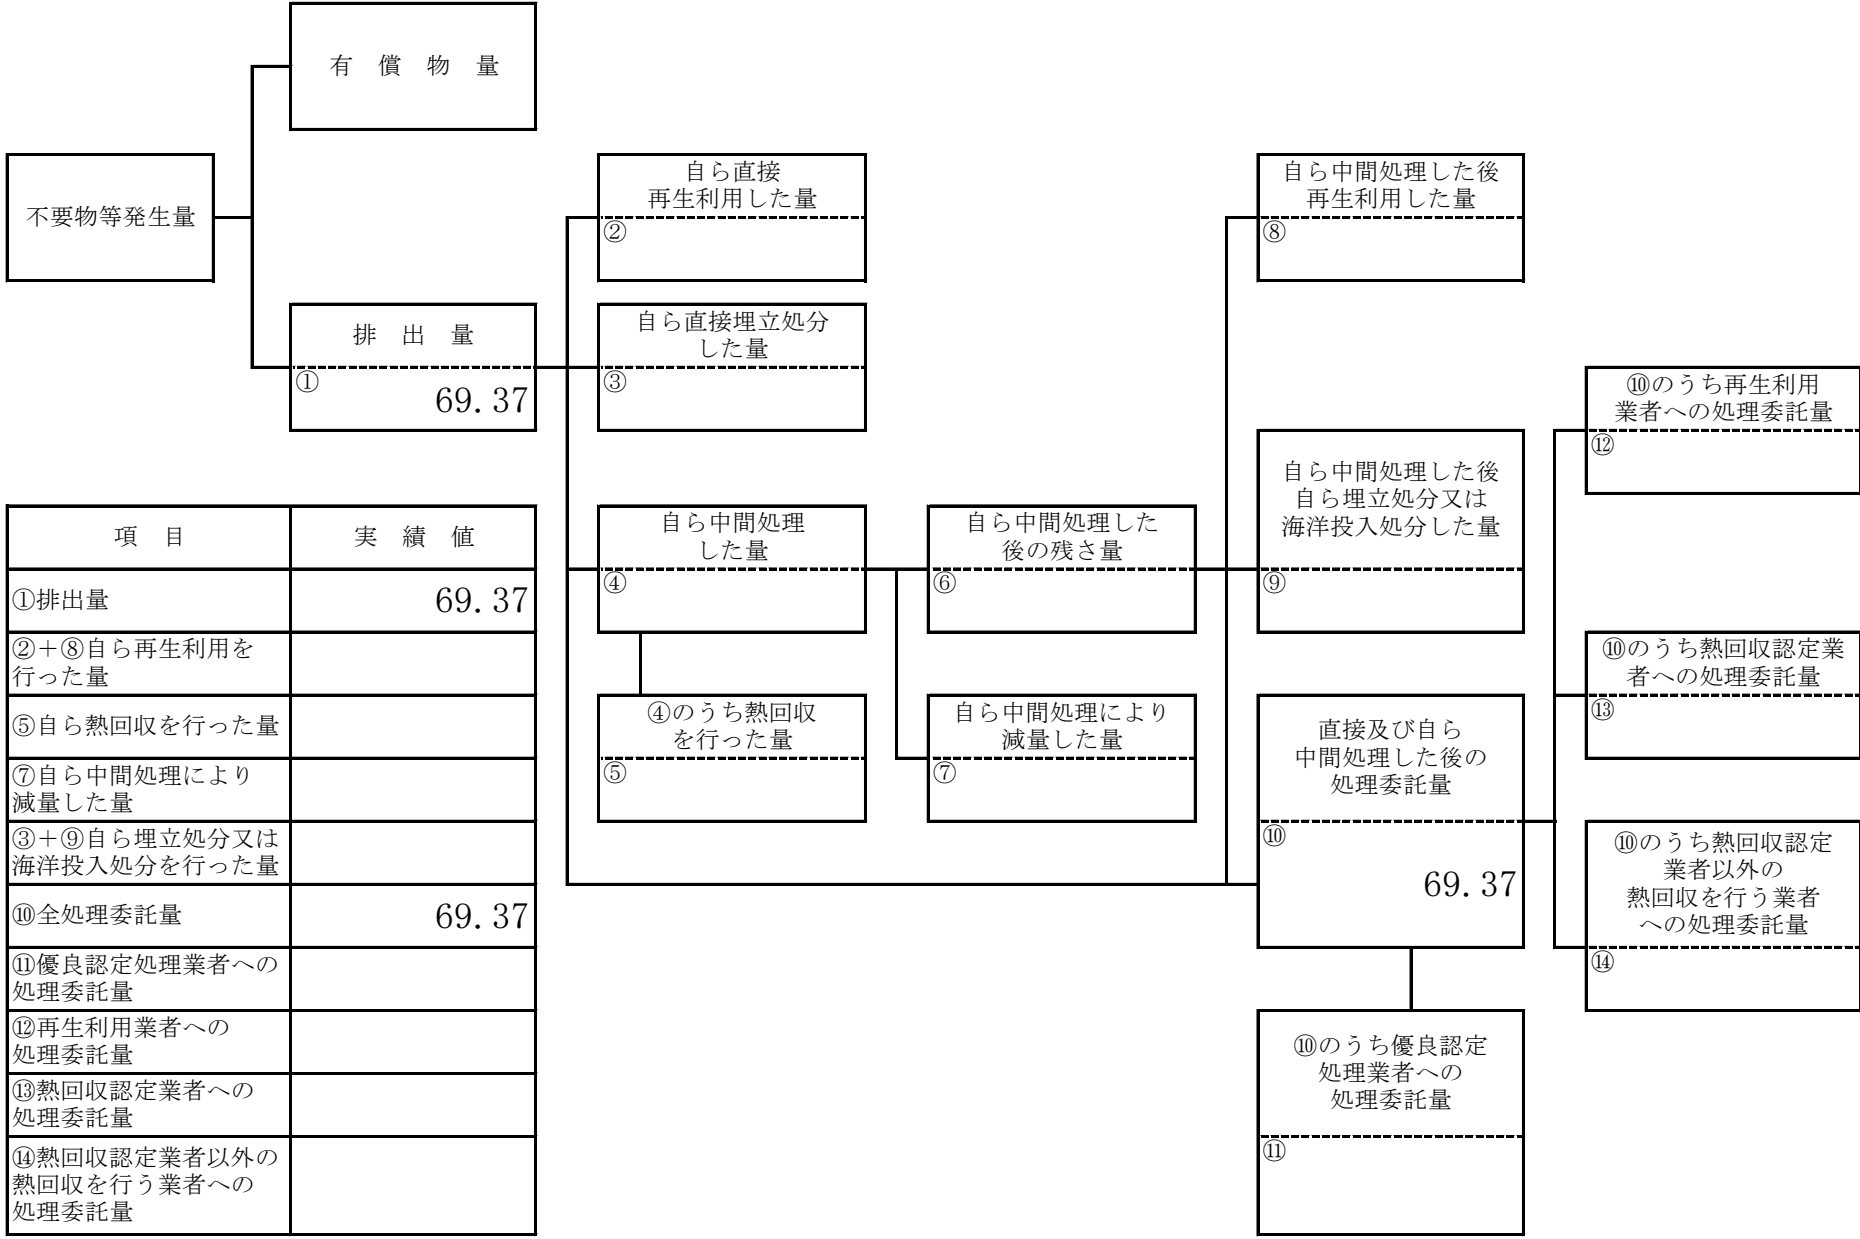 有 償 物 量
不要物等発生量
排 出 量
①
69.37
自ら直接
再生利用した量
②
自ら直接埋立処分
した量
③
自ら中間処理
した量
④
④のうち熱回収
を行った量
⑤
自ら中間処理した
後の残さ量
⑥
自ら中間処理により
減量した量
⑦
自ら中間処理した後
再生利用した量
⑧
自ら中間処理した後
自ら埋立処分又は
海洋投入処分した量
⑨
直接及び自ら
中間処理した後の
処理委託量
⑩
69.37
⑩のうち優良認定
処理業者への
処理委託量
⑪
⑩のうち再生利用
業者への処理委託量
⑫
⑩のうち熱回収認定業
者への処理委託量
⑬
⑩のうち熱回収認定
業者以外の
熱回収を行う業者
への処理委託量
⑭
項 目 実 績 値
①排出量 69.37
②+⑧自ら再生利用を
行った量
⑤自ら熱回収を行った量
⑦自ら中間処理により
減量した量
③+⑨自ら埋立処分又は
海洋投入処分を行った量
⑩全処理委託量 69.37
⑪優良認定処理業者への
処理委託量
⑫再生利用業者への
処理委託量
⑬熱回収認定業者への
処理委託量
⑭熱回収認定業者以外の
熱回収を行う業者への
処理委託量